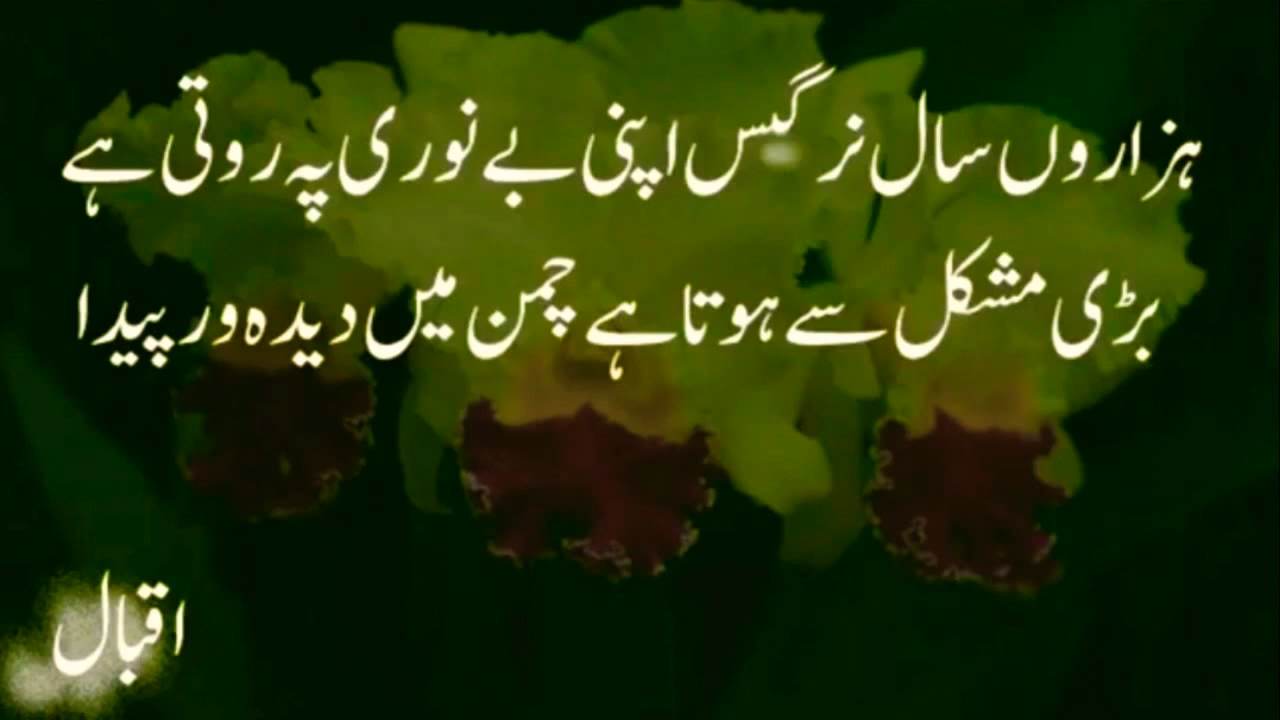 ہزاروں سال نرگیس اپنی بے نوری پہ روتی ہے
بڑی مشکل سے ہوتا ہے چمن میں دیدہ ور پیدا
اقبال